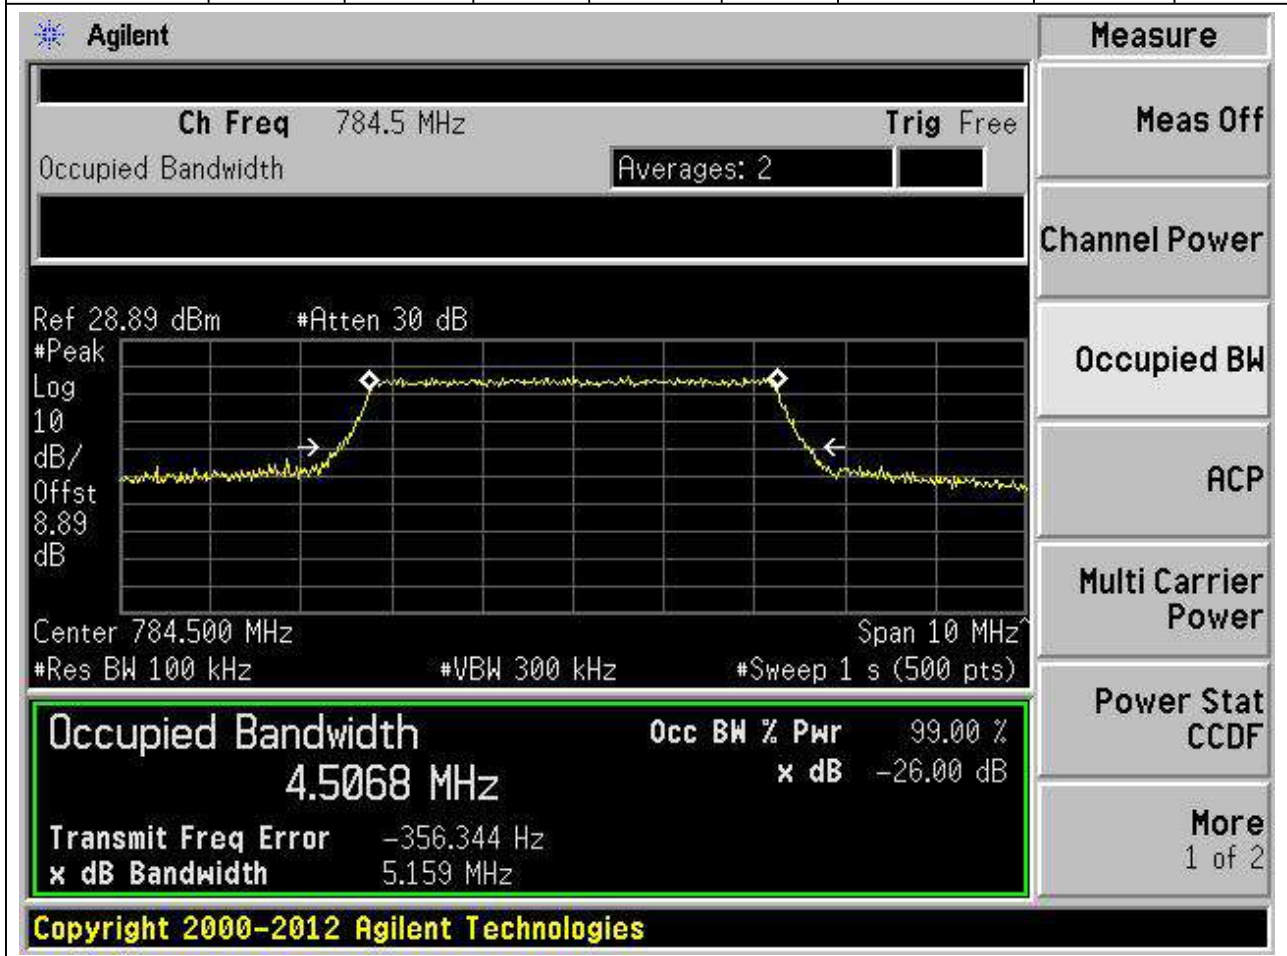 Agilent
Measure
Ch Freq 784.5 MHz Trig Free
Meas Off
Occupied Bandwidth Averages: 2
Channel Power
Ref 28.89 dBm #Atten 30 dB
#Peak
Log
10
dB/
Offst
8.89
dB
Occupied BW
ACP
Center 784.500 MHz Span 10 MHz^
#Res BW 100 kHz #VBW 300 kHz #Sweep 1 s (500 pts)
Multi Carrier
Power
Occupied Bandwidth Occ BW % Pwr 99.00 %
4.5068 MHz x dB -26.00 dB
Transmit Freq Error -356.344 Hz
x dB Bandwidth 5.159 MHz
Power Stat
CCDF
More
1 of 2
Copyright 2000-2012 Agilent Technologies